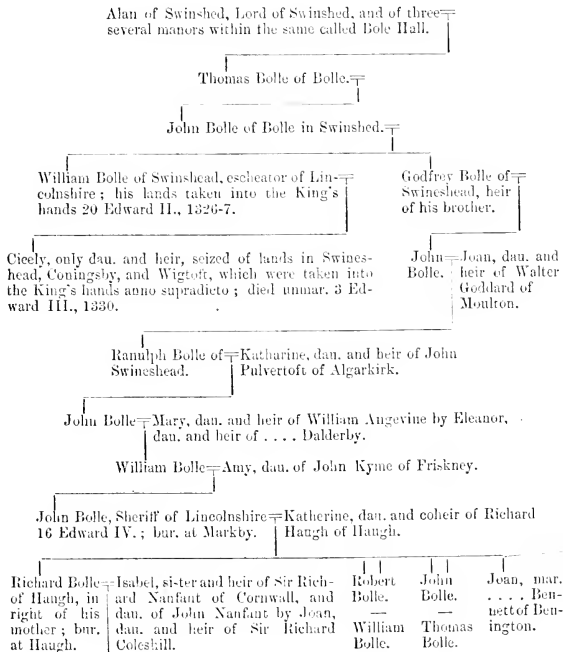 Alan of Swinshed, Lord of Swinshed, and of three
several manors within the same called Bole Hall.
Thomas Bolle of Bolle.
John Bolle of Bolle in Swinshed.
William Bolle of Swinshead, escheator of Lin-
colnshire; his lands taken into the King's
hands 20 Edward II., 1326-7.
Godfrey Bolle of
Swineshead, heir
of his brother.
Cicely, only dau. and heir, seized of lands in Swines-
head, Coningsby, and Wigtoft, which were taken into
the King's hands anno supradicto; died unmar. 3 Ed-
ward III., 1330.
John
Bolle.
Joan, dau. and
heir of Walter
Goddard of
Moulton.
Ranulph Bolle of
Swineshead.
Katharine, dau. and heir of John
Pulvertoft of Algarkirk.
John Bolle
Mary, dau. and heir of William Angevine by Eleanor,
dau. and heir of . . . . Dalderby.
William Bolle
Amy, dau. of John Kyme of Friskney.
John Bolle, Sheriff of Lincolnshire
16 Edward IV.; bur. at Markby.
Katherine, dau. and coheir of Richard
Haugh of Haugh.
Richard Bolle
of Haugh, in
right of his
mother; bur.
at Haugh.
Isabel, sister and heir of Sir Rich-
ard Nanfant of Cornwall, and
dau. of John Nanfant by Joan,
dau. and heir of Sir Richard
Coleshill.
Robert
Bolle.
—
William
Bolle.
John
Bolle.
—
Thomas
Bolle.
Joan, mar.
. . . . Ben-
nett of Ben-
ington.